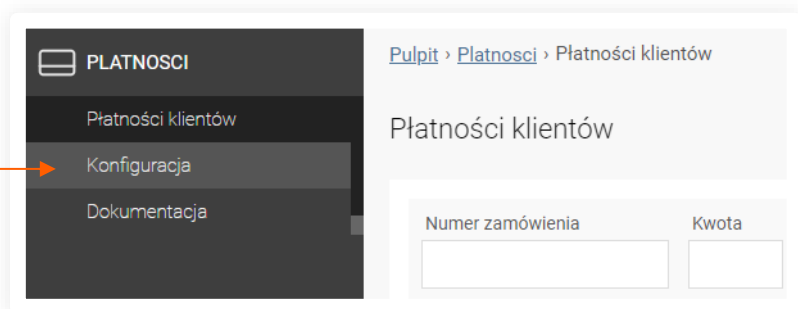 PLATNOSCI
Płatności klientów
Konfiguracja
Dokumentacja
Pulpit › Platnosci › Płatności klientów
Płatności klientów
Numer zamówienia Kwota